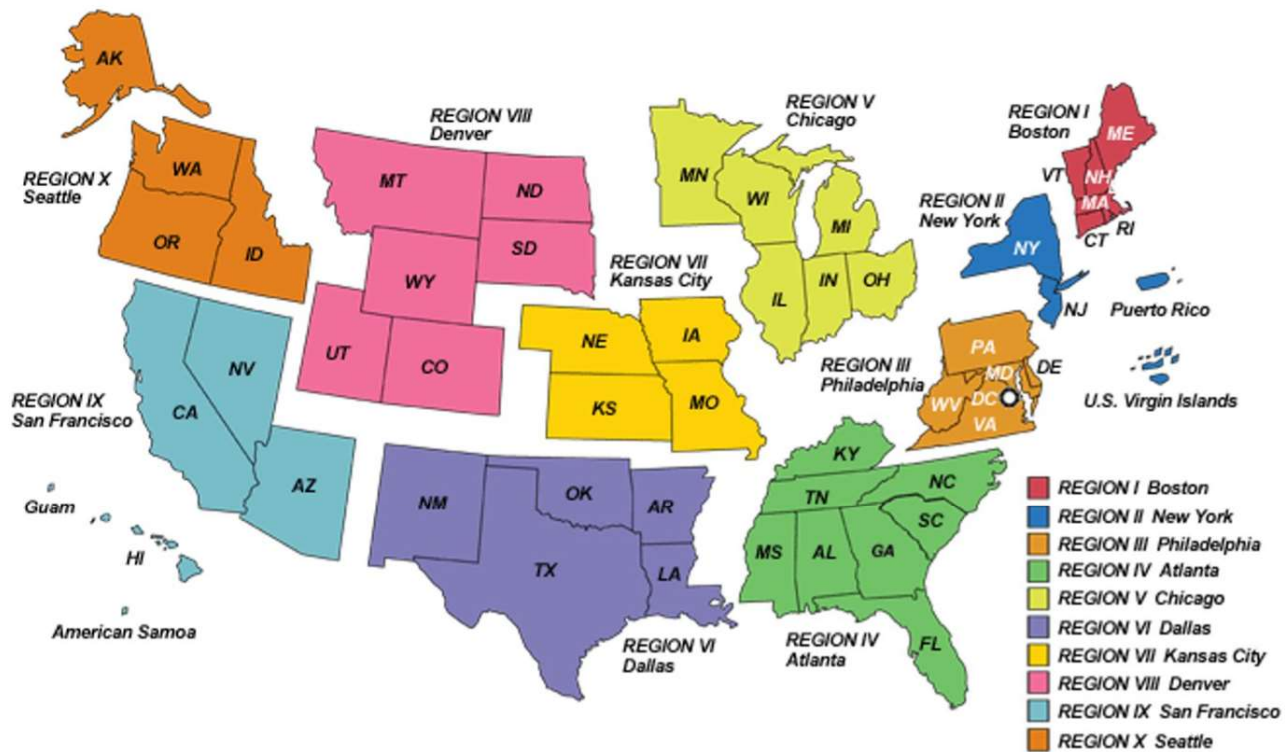 AK
REGION VIII
Denver
REGION V
Chicago
REGION I
Boston
ME
WA
MT
ND
MN
WI
VT
NH
MA
REGION X
Seattle
REGION II
New York
RI
CT
OR
ID
SD
MI
NY
WY
REGION VII
Kansas City
IL
IN
OH
NJ
Puerto Rico
UT
CO
NE
IA
REGION III
Philadelphia
PA
MD
DE
NV
KS
MO
WV
DC
VA
U.S. Virgin Islands
REGION IX
San Francisco
CA
AZ
KY
NC
TN
SC
NM
OK
AR
MS
AL
GA
Guam
HI
TX
LA
American Samoa
REGION VI
Dallas
REGION IV
Atlanta
FL
REGION I Boston
REGION II New York
REGION III Philadelphia
REGION IV Atlanta
REGION V Chicago
REGION VI Dallas
REGION VII Kansas City
REGION VIII Denver
REGION IX San Francisco
REGION X Seattle